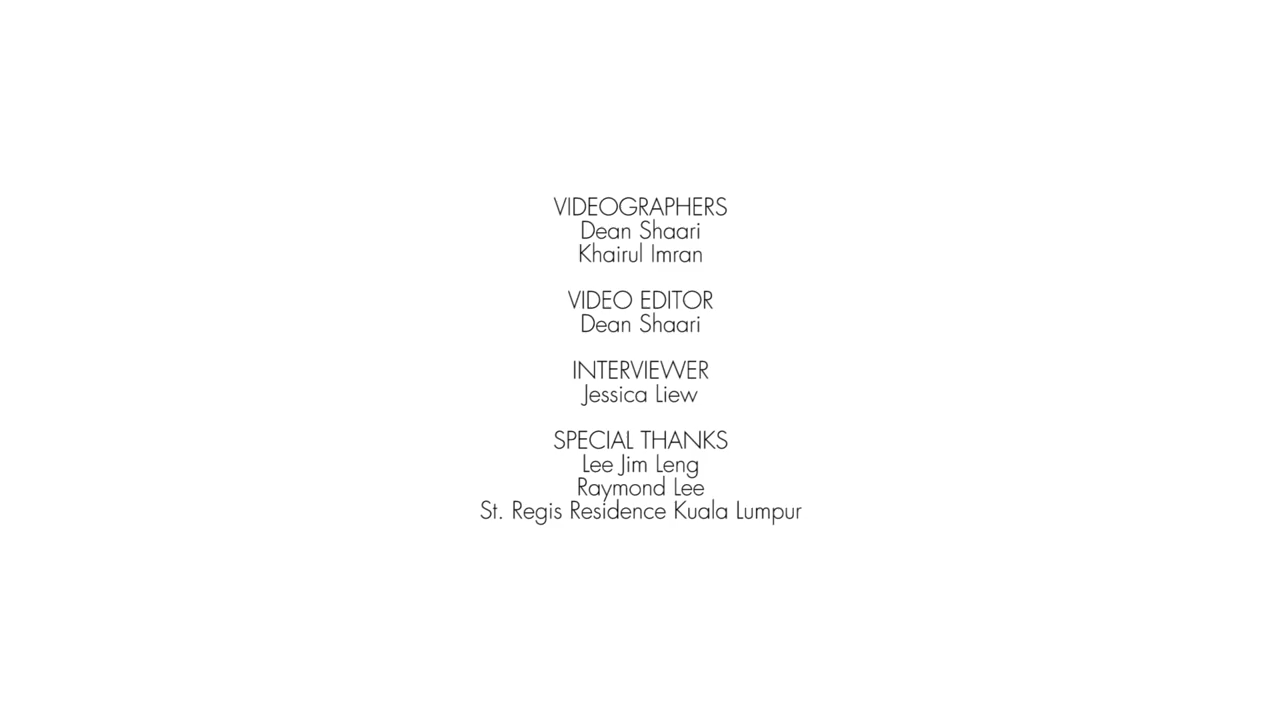 VIDEOGRAPHERS
Dean Shaari
Khairul Imran
VIDEO EDITOR
Dean Shaari
INTERVIEWER
Jessica Liew
SPECIAL THANKS
Lee Jim Leng
Raymond Lee
St. Regis Residence Kuala Lumpur